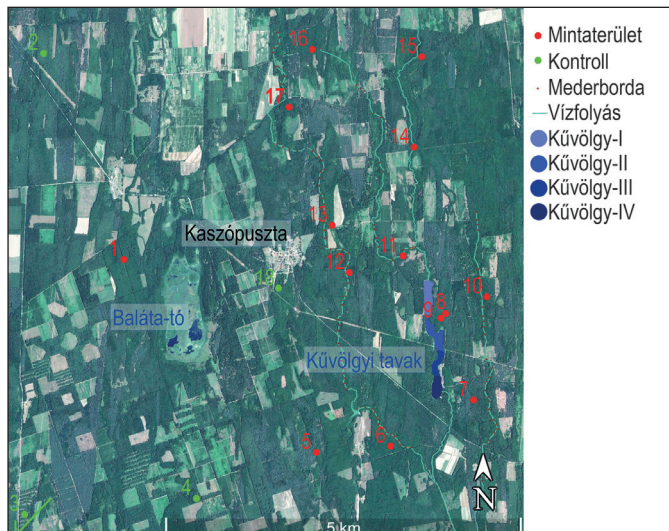 2
16
15
17
14
13
Kaszópuszta
1
12
11
18
10
Baláta-tó
9
8
Kűvölgyi tavak
7
5
6
4
3
N
5 km
Mintaterület
Kontroll
Mederborda
Vízfolyás
Kűvölgy-I
Kűvölgy-II
Kűvölgy-III
Kűvölgy-IV